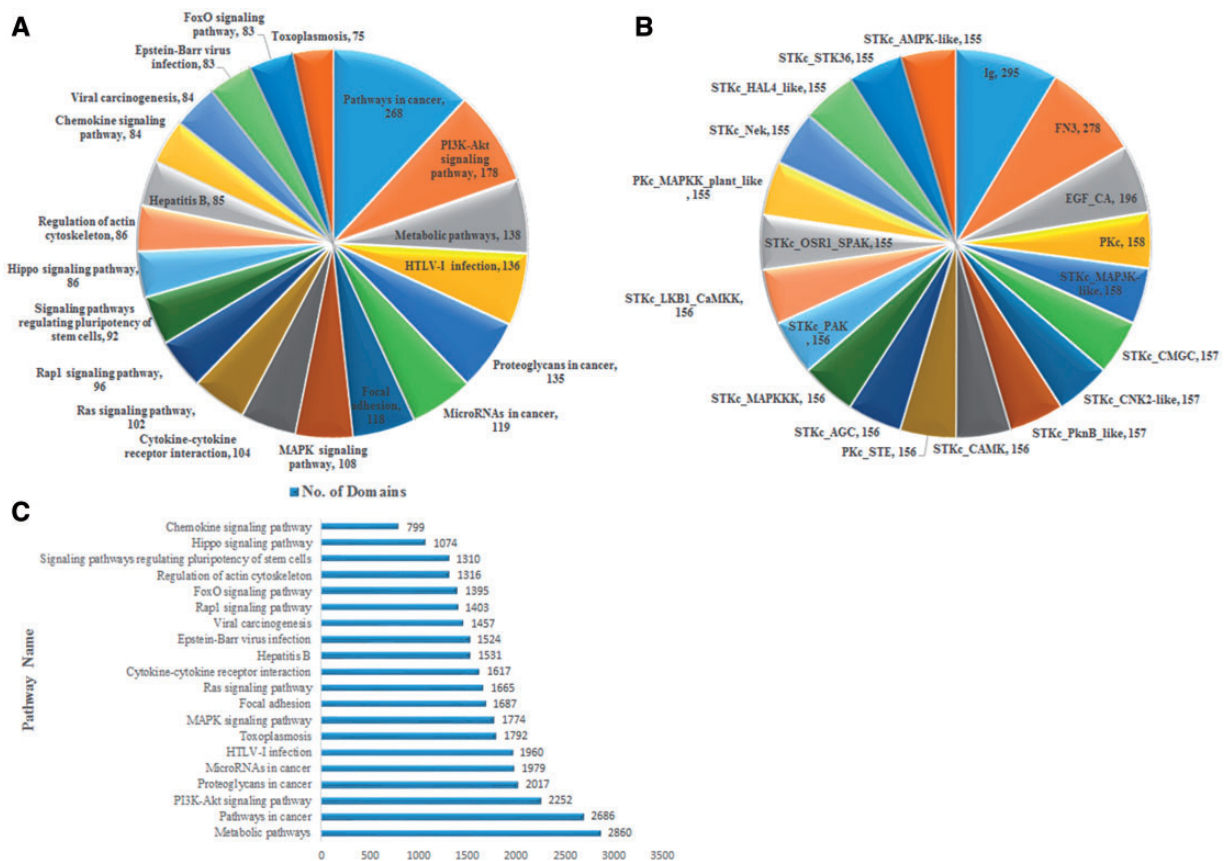 A
FoxO signaling
pathway, 83
Toxoplasmosis, 75
Epstein-Barr virus
infection, 83
Viral carcinogenesis, 84
Chemokine signaling
pathway, 84
Hepatitis B, 85
Regulation of actin
cytoskeleton, 86
Hippo signaling pathway,
86
Signaling pathways
regulating pluripotency of
stem cells, 92
Rap1 signaling pathway,
96
Ras signaling pathway,
102
Cytokine-cytokine
receptor interaction, 104
MAPK signaling
pathway, 108
Focal
adhesion,
118
MicroRNAs in cancer,
119
Proteoglycans in cancer,
135
HTLV-I infection, 136
Metabolic pathways, 138
PI3K-Akt
signaling
pathway, 178
Pathways in cancer,
268
B
STKc_AMPK-like, 155
STKc_STK36, 155
STKc_HAL4_like, 155
STKc_Nek, 155
PKc_MAPKK_plant_like
, 155
STKc_OSR1_SPAK, 155
STKc_LKB1_CaMKK,
156
STKc_PAK
, 156
STKc_MAPKKK, 156
STKc_AGC, 156
PKc_STE, 156
STKc_CAMK, 156
STKc_PknB_like, 157
STKc_CNK2-like, 157
STKc_CMGC, 157
STKc_MAP3K-
like, 158
PKc, 158
EGF_CA, 196
FN3, 278
Ig, 295
C
No. of Domains
Pathway Name
Chemokine signaling pathway 799
Hippo signaling pathway 1074
Signaling pathways regulating pluripotency of stem cells 1310
Regulation of actin cytoskeleton 1316
FoxO signaling pathway 1395
Rap1 signaling pathway 1403
Viral carcinogenesis 1457
Epstein-Barr virus infection 1524
Hepatitis B 1531
Cytokine-cytokine receptor interaction 1617
Ras signaling pathway 1665
Focal adhesion 1687
MAPK signaling pathway 1774
Toxoplasmosis 1792
HTLV-I infection 1960
MicroRNAs in cancer 1979
Proteoglycans in cancer 2017
PI3K-Akt signaling pathway 2252
Pathways in cancer 2686
Metabolic pathways 2860
0 500 1000 1500 2000 2500 3000 3500